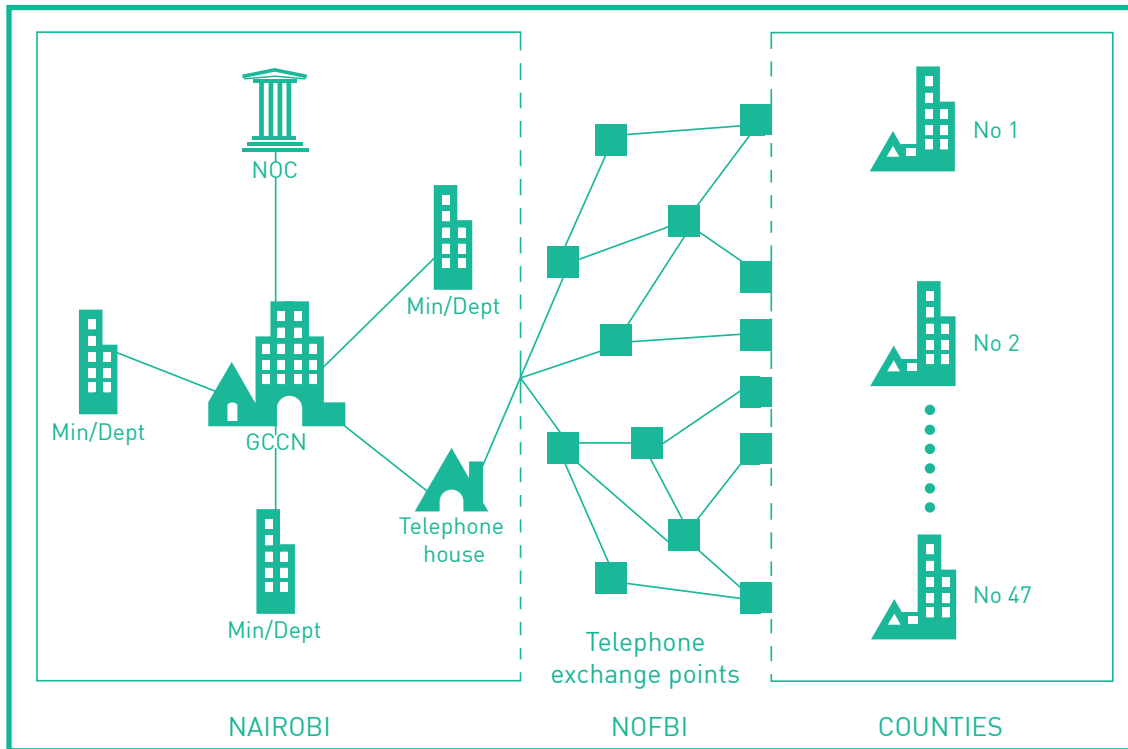 NOC
Min/Dept
Min/Dept
GCCN
Telephone
house
Min/Dept
Telephone
exchange points
No 1
No 2
No 47
NAIROBI
NOFBI
COUNTIES